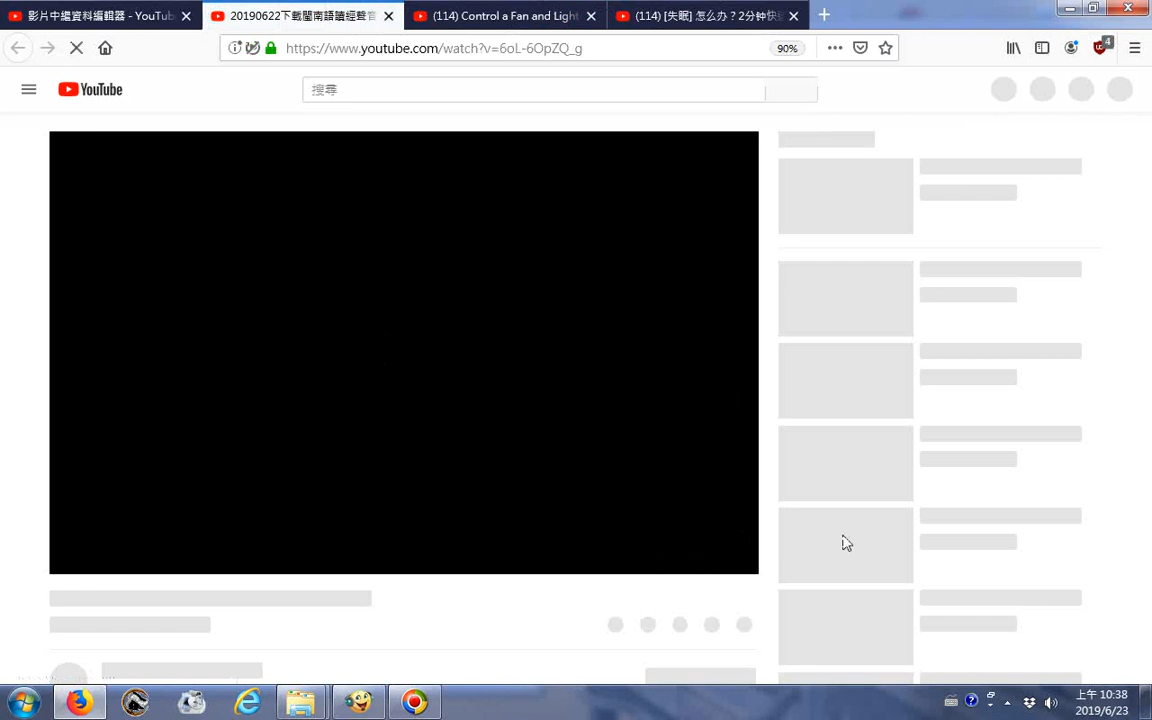 影片中繼資料編輯器 - YouTub
20190622下載閩南語讀經聲音
(114) Control a Fan and Light
(114) [失眠] 怎么办？2分钟快
https://www.youtube.com/watch?v=6oL-6OpZQ_g
90%
4
YouTube
搜尋
上午 10:38
2019/6/23